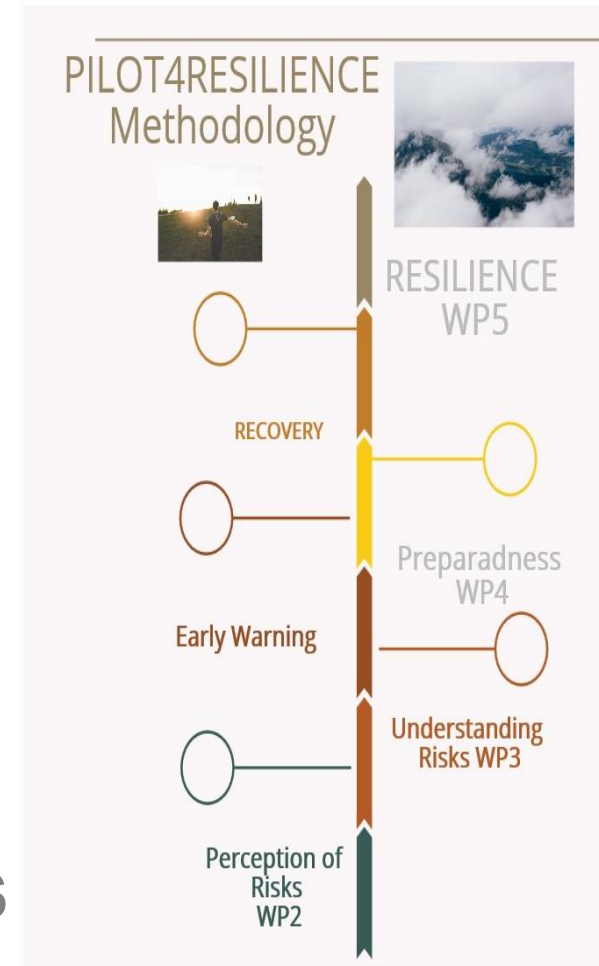 PILOT4RESILIENCE
Methodology
RESILIENCE
WP5
RECOVERY
Preparadness
WP4
Early Warning
Understanding
Risks WP3
Perception of
Risks
WP2
s